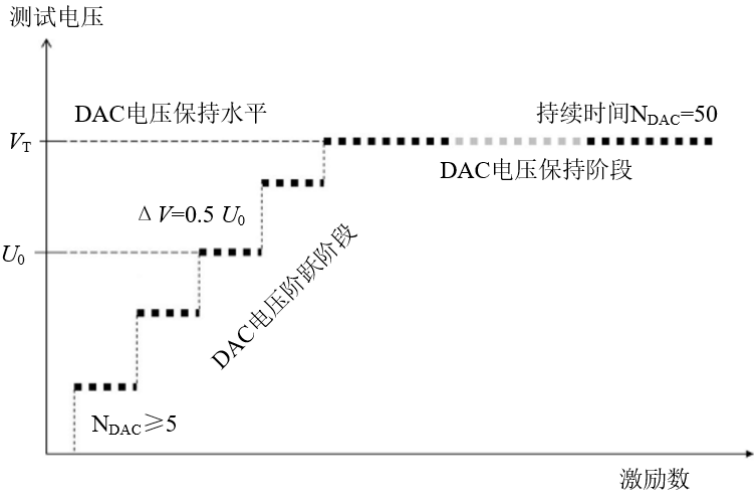 测试电压
DAC电压保持水平
持续时间NDAC=50
VT
DAC电压保持阶段
Δ V=0.5 U0
U0
DAC电压阶跃阶段
NDAC≥5
激励数